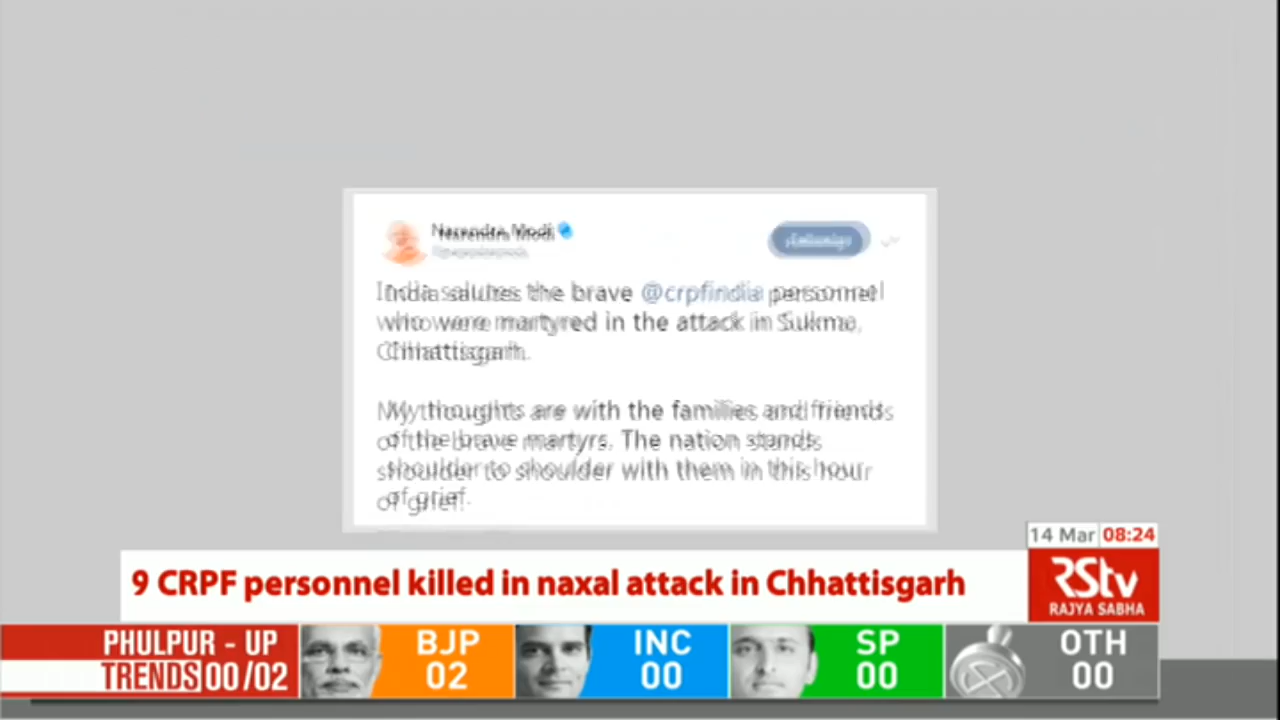 Narendra Modi
India salutes the brave @crpfindia personnel
who were martyred in the attack in Sukma,
Chhattisgarh.
My thoughts are with the families and friends
of the brave martyrs. The nation stands
shoulder to shoulder with them in this hour
of grief.
14 Mar 08:24
9 CRPF personnel killed in naxal attack in Chhattisgarh
RStv
RAJYA SABHA
PHULPUR - UP BJP INC SP OTH
TRENDS 00/02 02 00 00 00